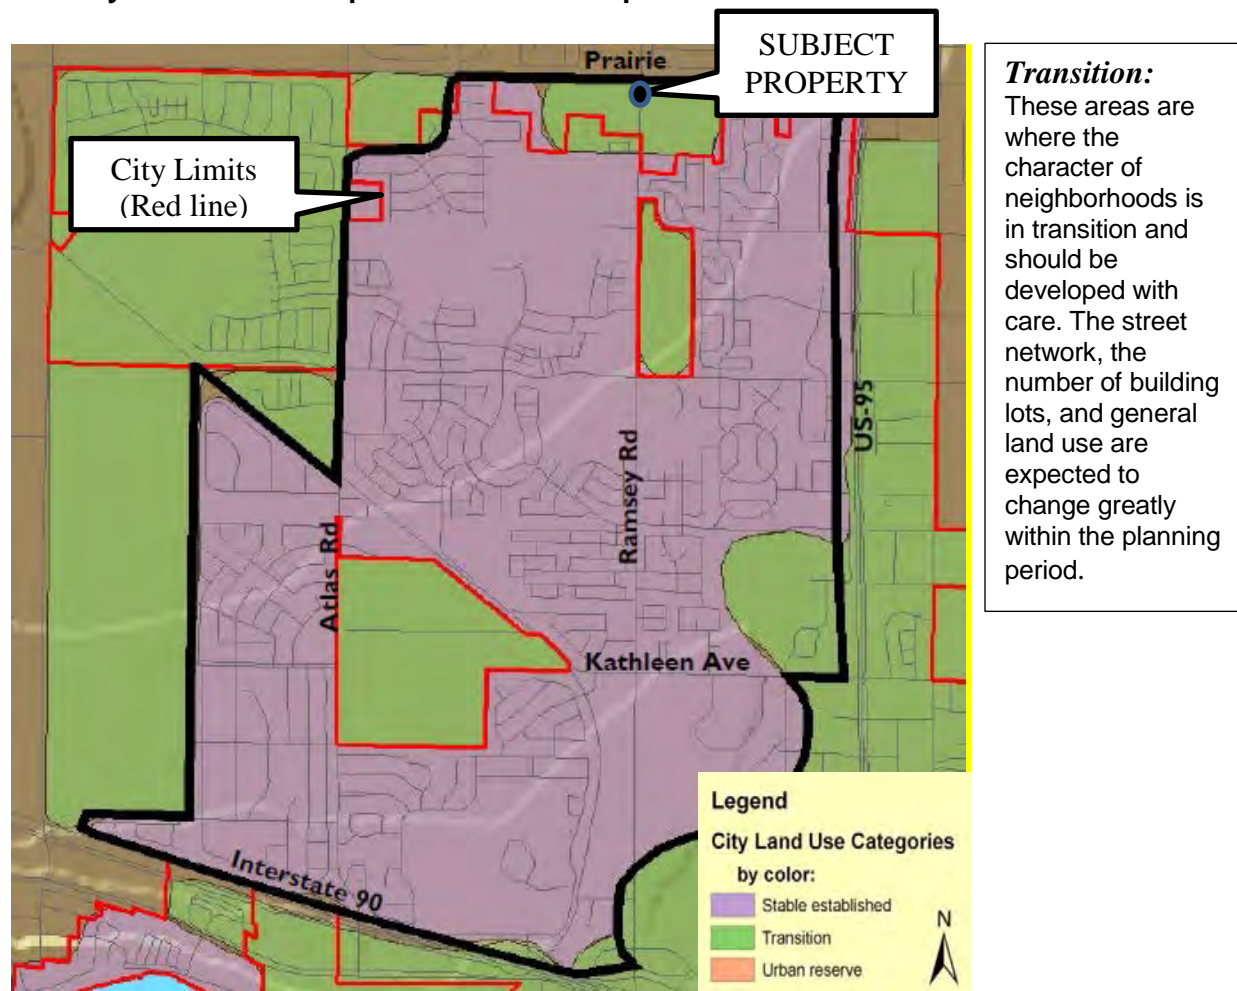 Prairie
SUBJECT
PROPERTY
City Limits
(Red line)
Ramsey Rd
US-95
Atlas Rd
Kathleen Ave
Interstate 90
Legend
City Land Use Categories
by color:
Stable established
Transition
Urban reserve
N
Transition:
These areas are
where the
character of
neighborhoods is
in transition and
should be
developed with
care. The street
network, the
number of building
lots, and general
land use are
expected to
change greatly
within the planning
period.